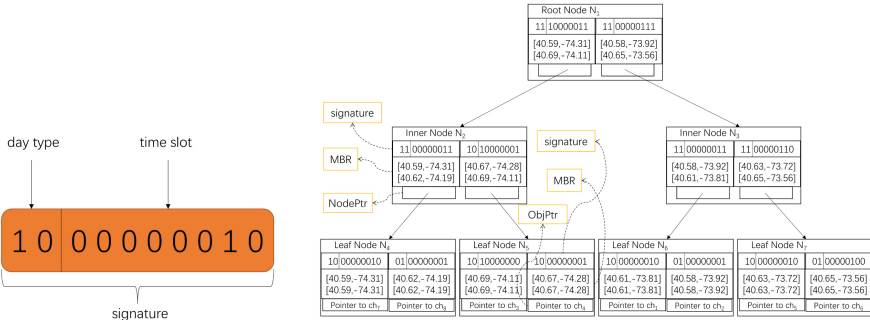 day type
time slot
1 0 0 0 0 0 0 0 1 0
signature
Root Node N1
11 10000011 11 00000111
[40.59,-74.31] [40.58,-73.92]
[40.69,-74.11] [40.65,-73.56]
signature
MBR
NodePtr
Inner Node N2
11 00000011 10 10000001
[40.59,-74.31] [40.67,-74.28]
[40.62,-74.19] [40.69,-74.11]
signature
MBR
ObjPtr
Inner Node N3
11 00000011 11 00000110
[40.58,-73.92] [40.63,-73.72]
[40.61,-73.81] [40.65,-73.56]
Leaf Node N4
10 00000010 01 00000001
[40.59,-74.31] [40.62,-74.19]
[40.59,-74.31] [40.62,-74.19]
Pointer to ch7 Pointer to ch8
Leaf Node N5
10 10000000 10 00000001
[40.69,-74.11] [40.67,-74.28]
[40.69,-74.11] [40.67,-74.28]
Pointer to ch3 Pointer to ch4
Leaf Node N6
10 00000010 01 00000001
[40.61,-73.81] [40.58,-73.92]
[40.61,-73.81] [40.58,-73.92]
Pointer to ch1 Pointer to ch2
Leaf Node N7
10 00000010 01 00000100
[40.63,-73.72] [40.65,-73.56]
[40.63,-73.72] [40.65,-73.56]
Pointer to ch5 Pointer to ch6